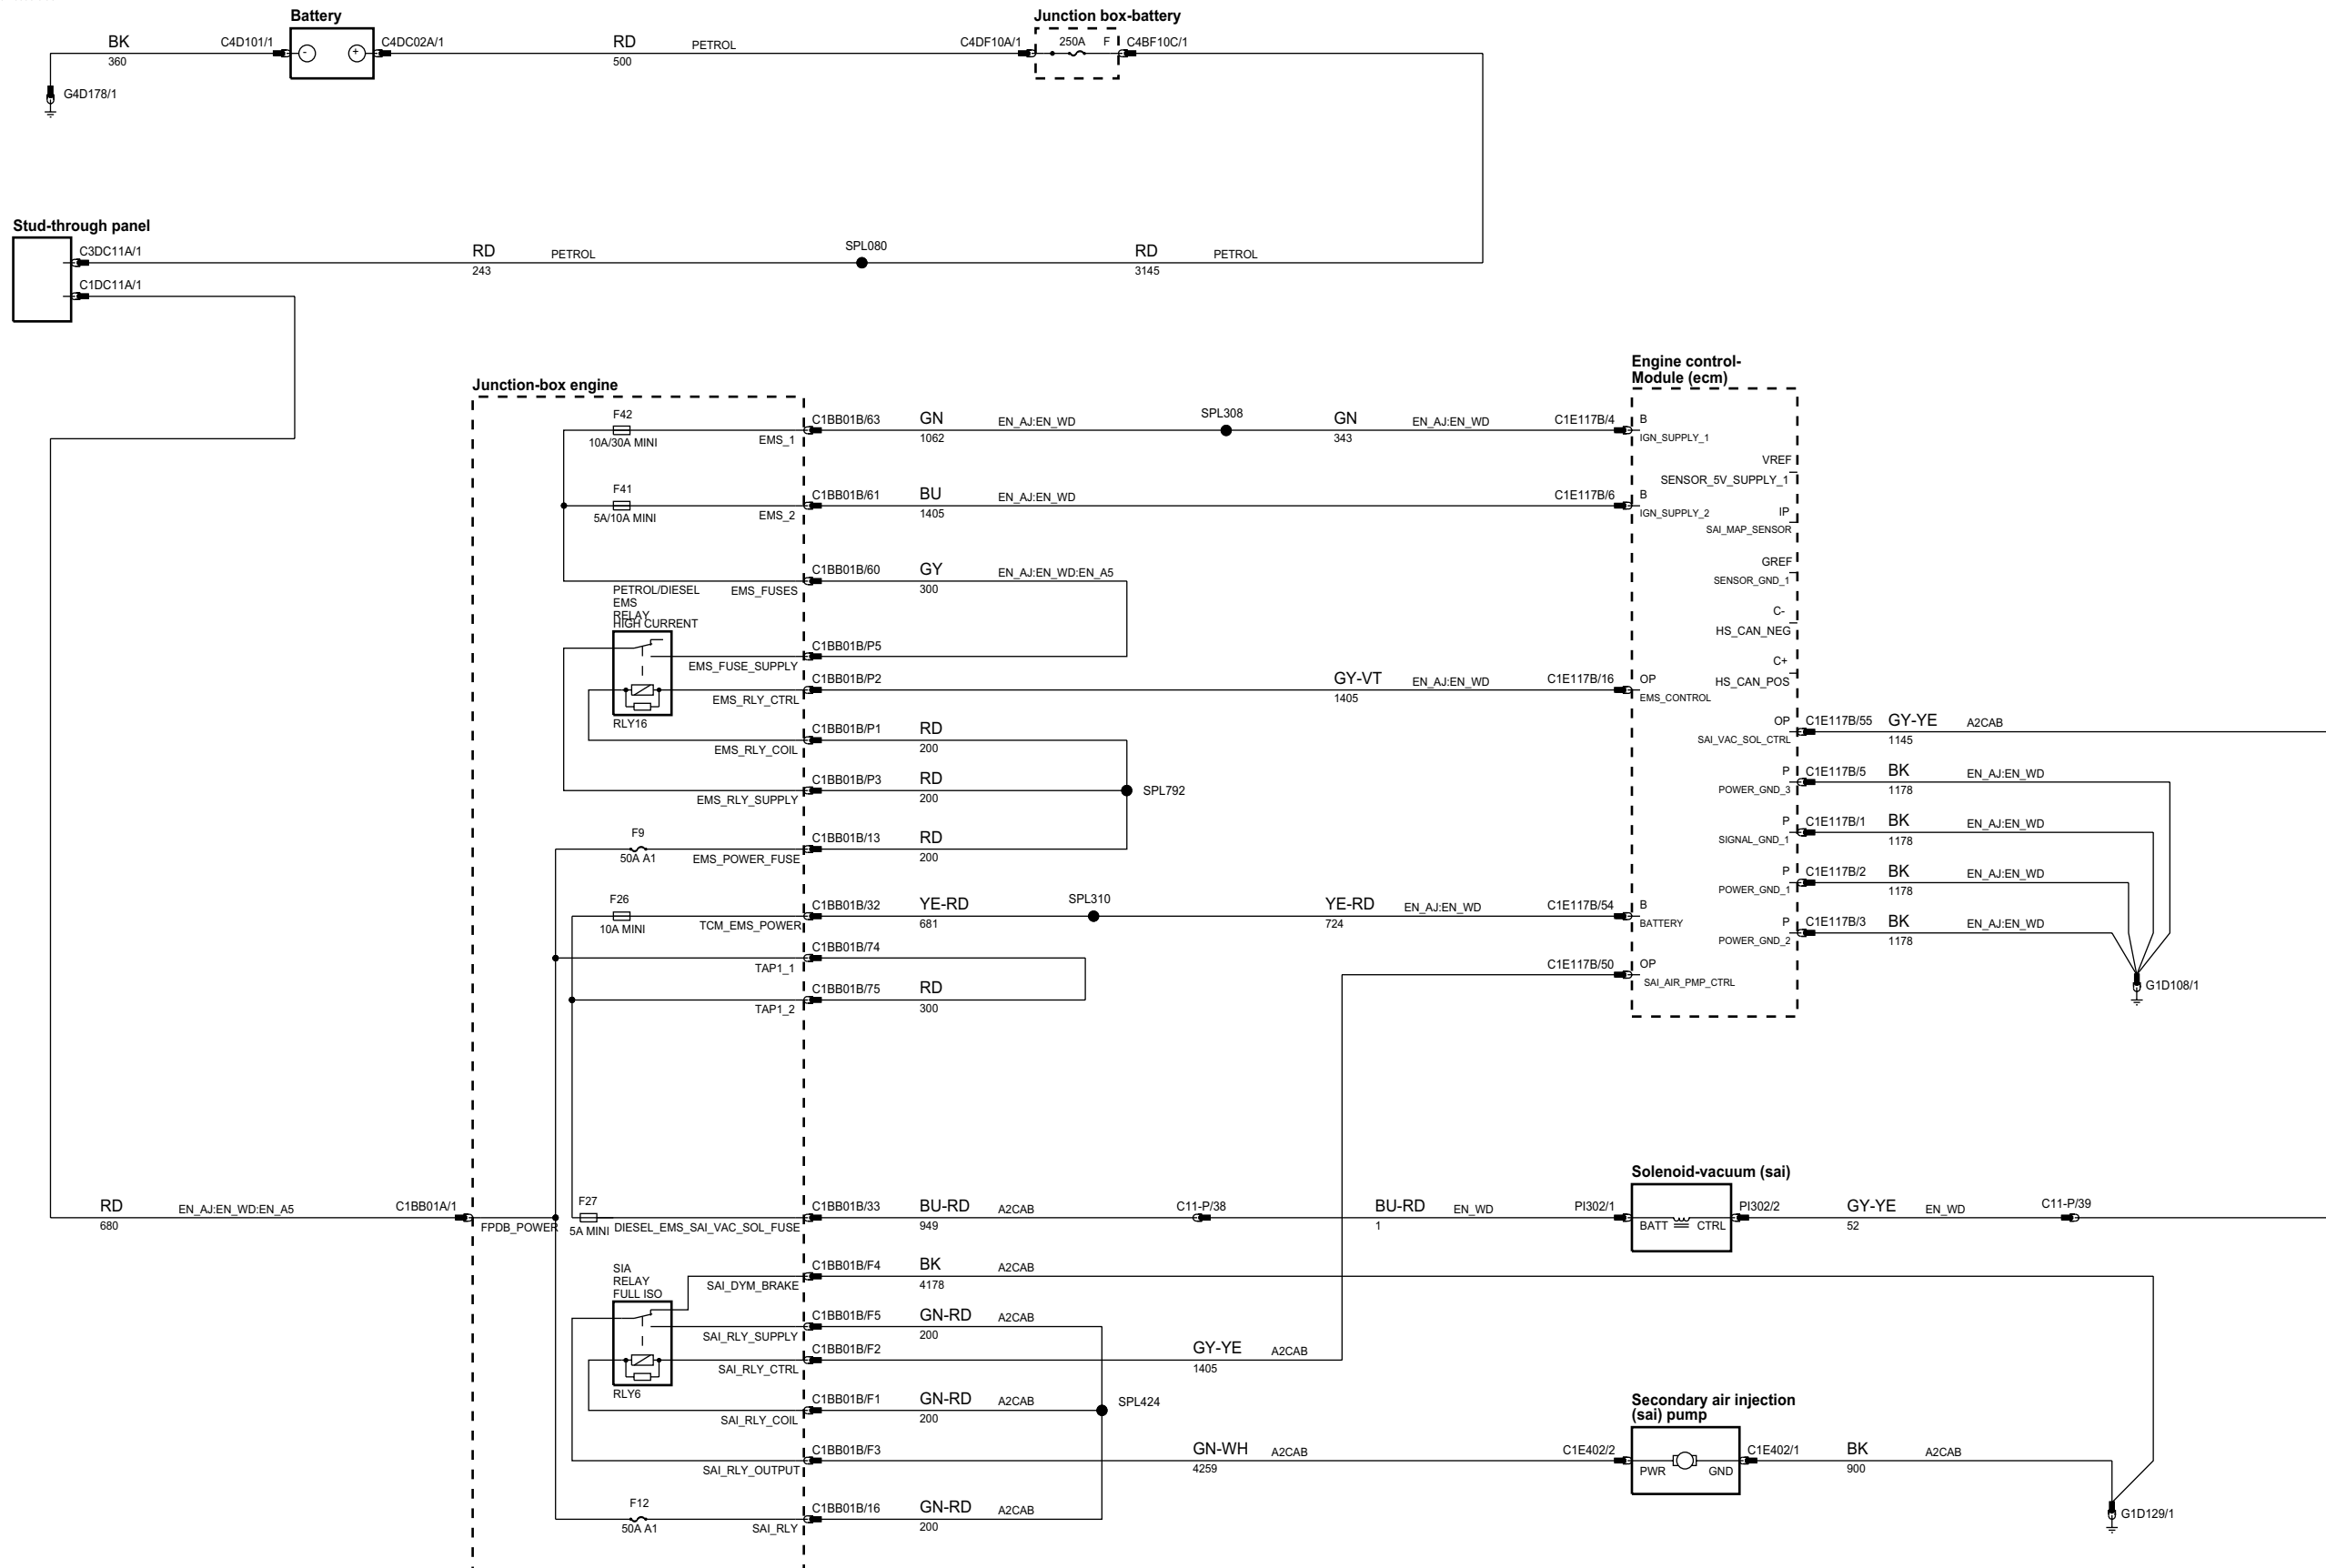 Battery
Junction box-battery
BK
C4D101/1
-
+
C4DC02A/1
RD
PETROL
C4DF10A/1
250A
F
C4BF10C/1
360
500
G4D178/1
Stud-through panel
C3DC11A/1
RD
PETROL
SPL080
RD
PETROL
243
3145
C1DC11A/1
Junction-box engine
Engine control-
Module (ecm)
F42
10A/30A MINI
EMS_1
C1BB01B/63
GN
1062
EN_AJ:EN_WD
SPL308
GN
343
EN_AJ:EN_WD
C1E117B/4
B
IGN_SUPPLY_1
VREF
SENSOR_5V_SUPPLY_1
F41
5A/10A MINI
EMS_2
C1BB01B/61
BU
1405
EN_AJ:EN_WD
C1E117B/6
B
IGN_SUPPLY_2
IP
SAI_MAP_SENSOR
GREF
SENSOR_GND_1
EMS_FUSES
C1BB01B/60
GY
300
EN_AJ:EN_WD:EN_A5
PETROL/DIESEL
EMS
RELAY
HIGH CURRENT
C-
HS_CAN_NEG
EMS_FUSE_SUPPLY
C1BB01B/P5
C+
HS_CAN_POS
EMS_RLY_CTRL
C1BB01B/P2
GY-VT
1405
EN_AJ:EN_WD
C1E117B/16
OP
EMS_CONTROL
RLY16
OP
SAI_VAC_SOL_CTRL
C1E117B/55
GY-YE
1145
A2CAB
EMS_RLY_COIL
C1BB01B/P1
RD
200
EMS_RLY_SUPPLY
C1BB01B/P3
RD
200
SPL792
P
POWER_GND_3
C1E117B/5
BK
1178
EN_AJ:EN_WD
P
SIGNAL_GND_1
C1E117B/1
BK
1178
EN_AJ:EN_WD
F9
50A A1
EMS_POWER_FUSE
C1BB01B/13
RD
200
P
POWER_GND_1
C1E117B/2
BK
1178
EN_AJ:EN_WD
F26
10A MINI
TCM_EMS_POWER
C1BB01B/32
YE-RD
681
SPL310
YE-RD
724
EN_AJ:EN_WD
C1E117B/54
B
BATTERY
P
POWER_GND_2
C1E117B/3
BK
1178
EN_AJ:EN_WD
TAP1_1
C1BB01B/74
C1E117B/50
OP
SAI_AIR_PMP_CTRL
G1D108/1
TAP1_2
C1BB01B/75
RD
300
Solenoid-vacuum (sai)
RD
680
EN_AJ:EN_WD:EN_A5
C1BB01A/1
FPDB_POWER
F27
5A MINI
DIESEL_EMS_SAI_VAC_SOL_FUSE
C1BB01B/33
BU-RD
949
A2CAB
C11-P/38
BU-RD
1
EN_WD
PI302/1
BATT
CTRL
PI302/2
GY-YE
52
EN_WD
C11-P/39
SIA
RELAY
FULL ISO
SAI_DYM_BRAKE
C1BB01B/F4
BK
4178
A2CAB
SAI_RLY_SUPPLY
C1BB01B/F5
GN-RD
200
A2CAB
SAI_RLY_CTRL
C1BB01B/F2
GY-YE
1405
A2CAB
RLY6
SAI_RLY_COIL
C1BB01B/F1
GN-RD
200
A2CAB
SPL424
Secondary air injection
(sai) pump
SAI_RLY_OUTPUT
C1BB01B/F3
GN-WH
4259
A2CAB
C1E402/2
PWR
GND
C1E402/1
BK
900
A2CAB
F12
50A A1
SAI_RLY
C1BB01B/16
GN-RD
200
A2CAB
G1D129/1